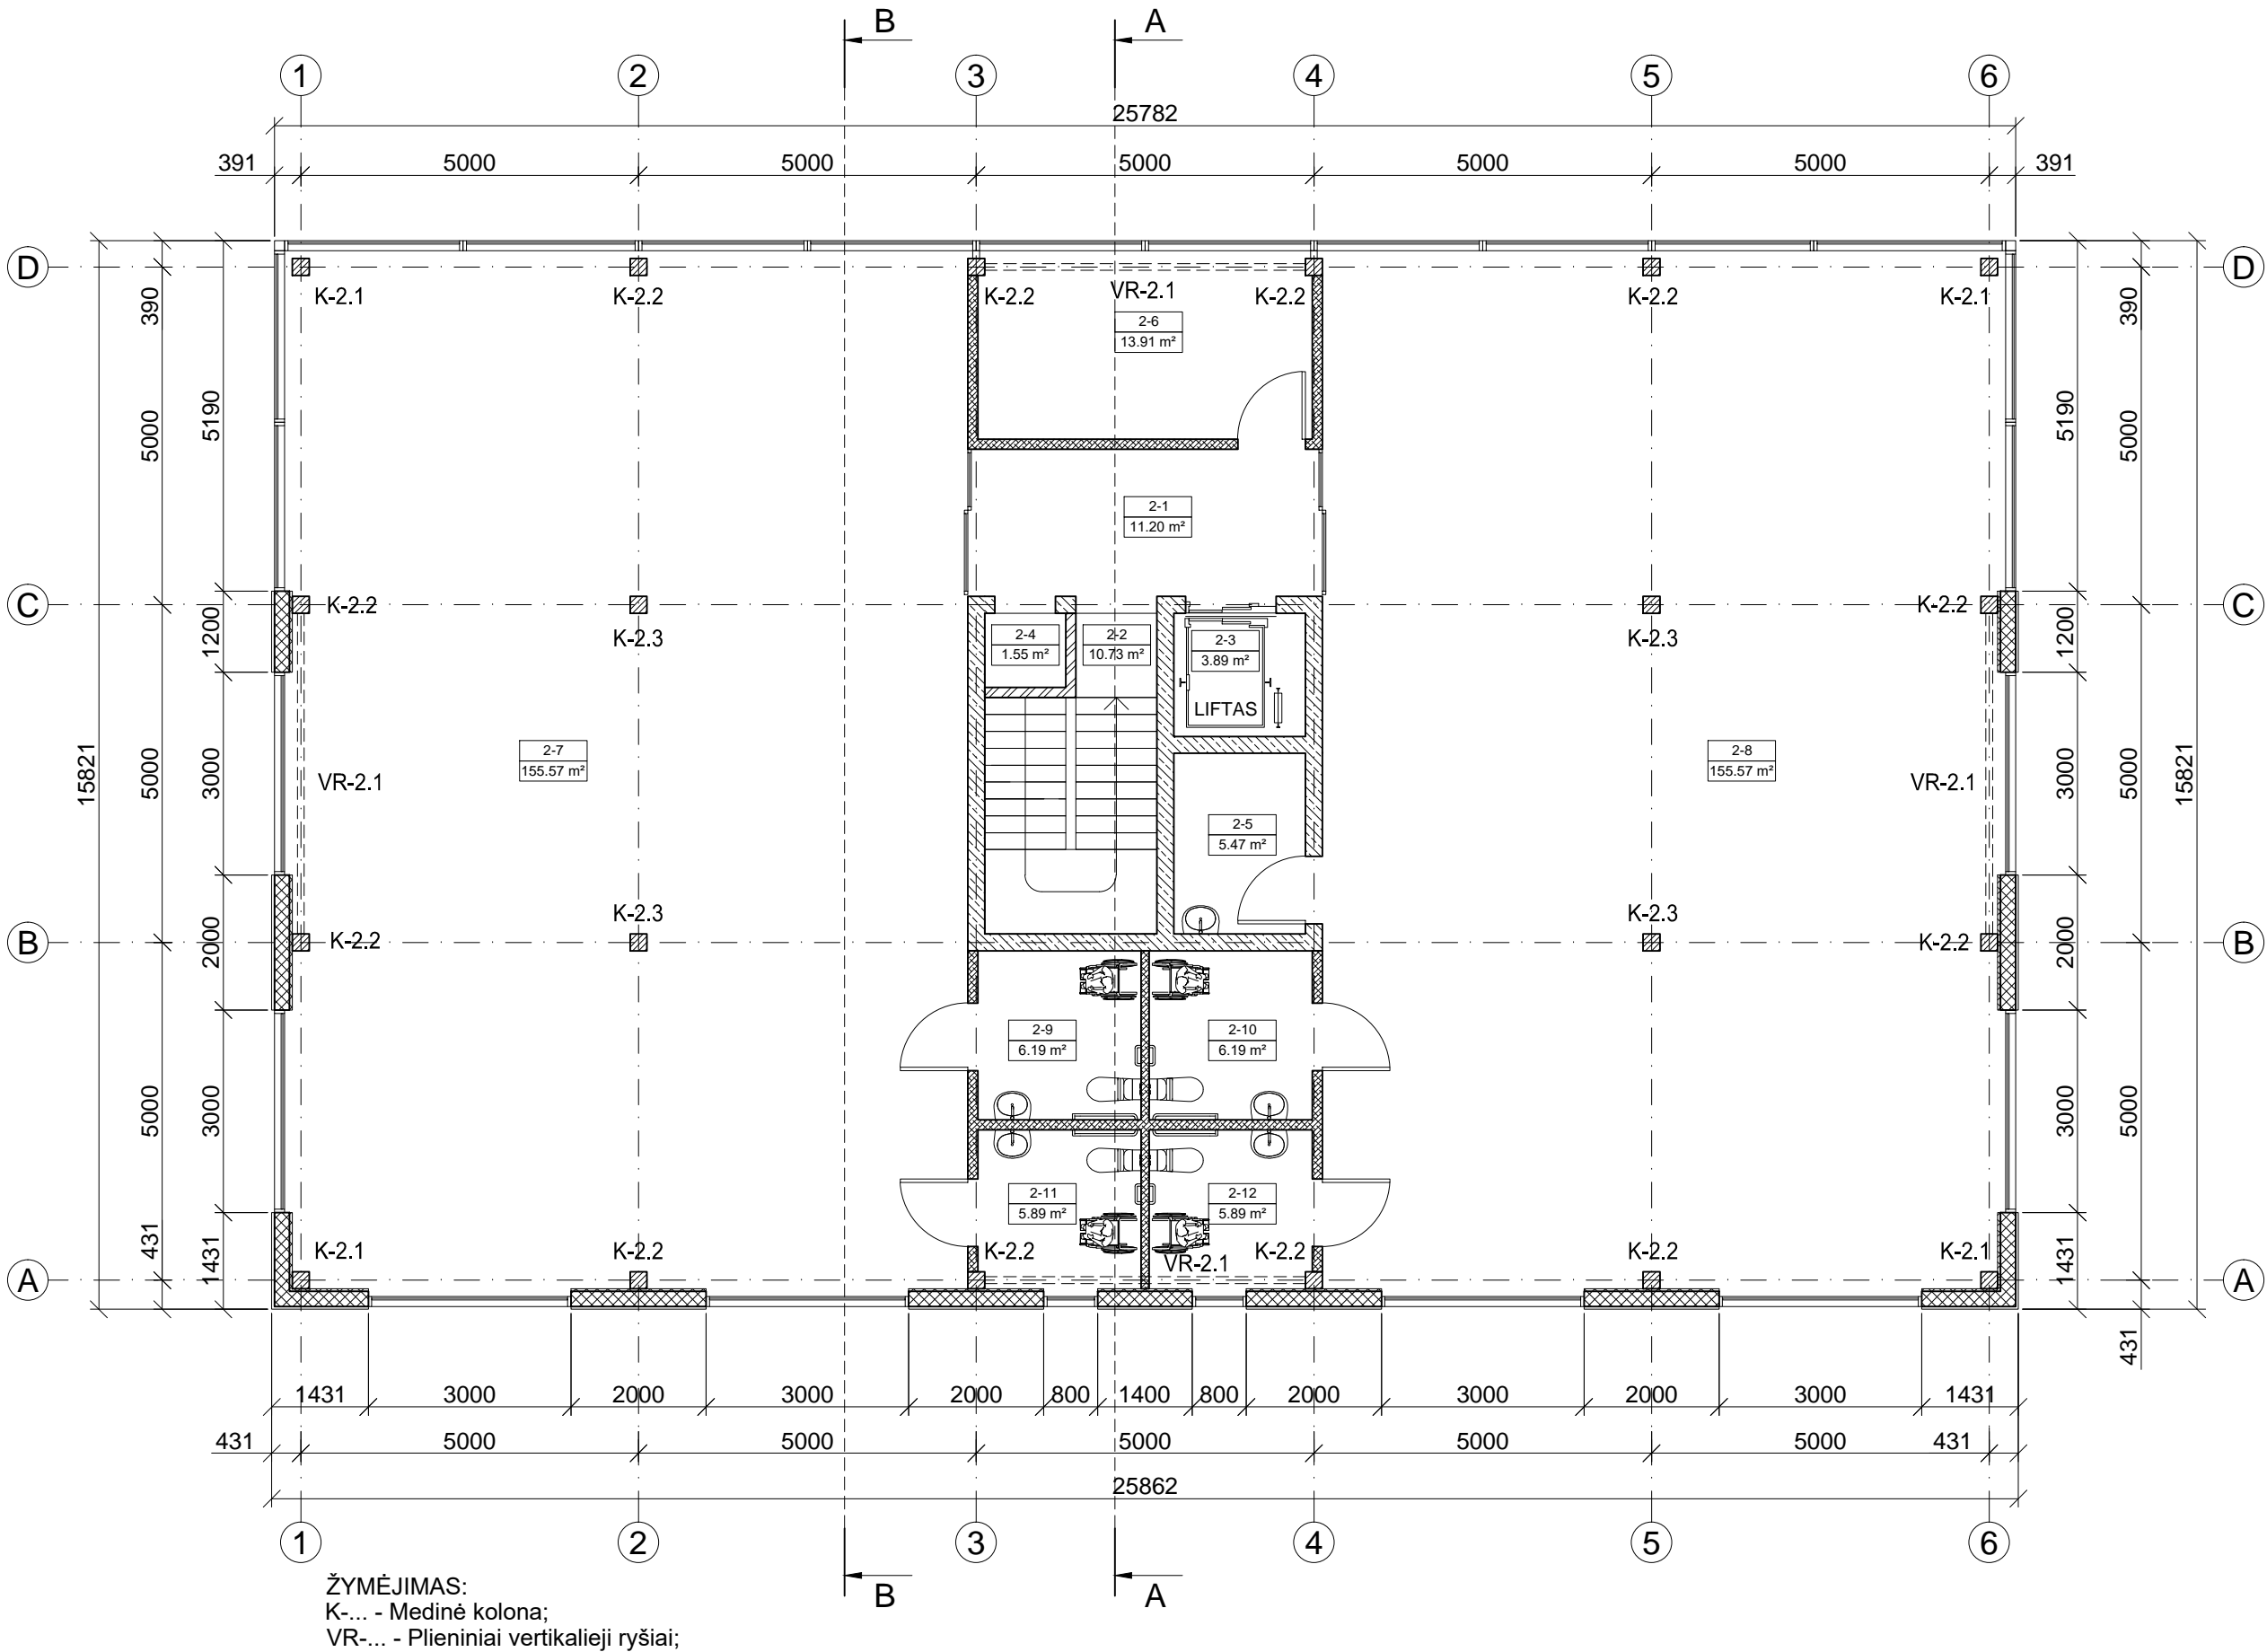 B A
1 2 3 4 5 6
25782
391 5000 5000 5000 5000 5000 391
D D
K-2.1 K-2.2 K-2.2 VR-2.1 K-2.2 K-2.2 K-2.1
390 390
2-6
13.91 m²
5000 5190 5190 5000
2-1
11.20 m²
C K-2.2 K-2.2 C
1200 K-2.3 K-2.3 1200
2-4 2-2 2-3
1.55 m² 10.73 m² 3.89 m²
LIFTAS
2-7 2-8
155.57 m² 155.57 m²
15821 5000 3000 VR-2.1 VR-2.1 3000 5000 15821
2-5
5.47 m²
K-2.3 K-2.3
B 2000 K-2.2 K-2.2 2000 B
2-9 2-10
6.19 m² 6.19 m²
5000 3000 3000 5000
2-11 2-12
5.89 m² 5.89 m²
431 1431 K-2.1 K-2.2 K-2.2 VR-2.1 K-2.2 K-2.2 K-2.1 1431
A A
431
1431 3000 2000 3000 2000 800 1400 800 2000 3000 2000 3000 1431
431 5000 5000 5000 5000 5000 431
25862
1 2 3 4 5 6
B A
ŽYMĖJIMAS:
K-... - Medinė kolona;
VR-... - Plieniniai vertikalieji ryšiai;